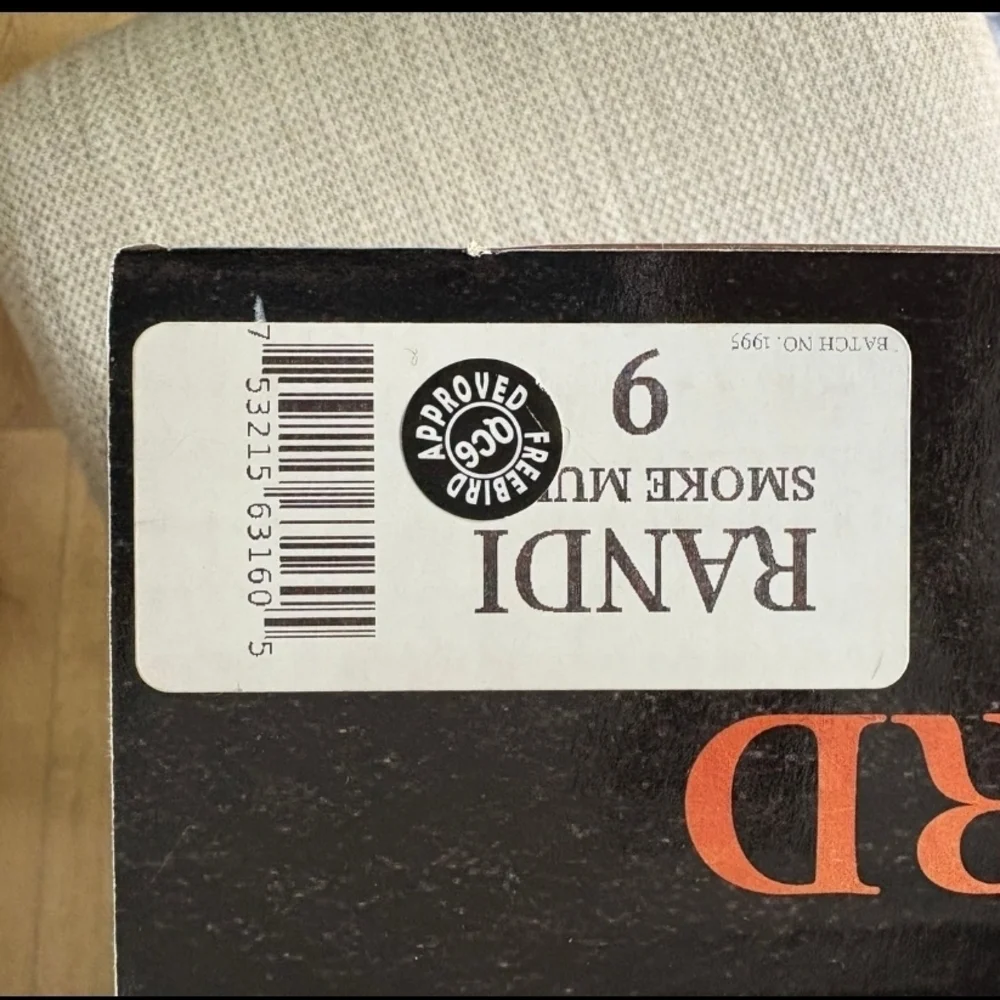 RD
RANDI
SMOKE
9
BATCH NO. 1995
APPROVED
QC6
FREEBIRD
7 53215 63160 5